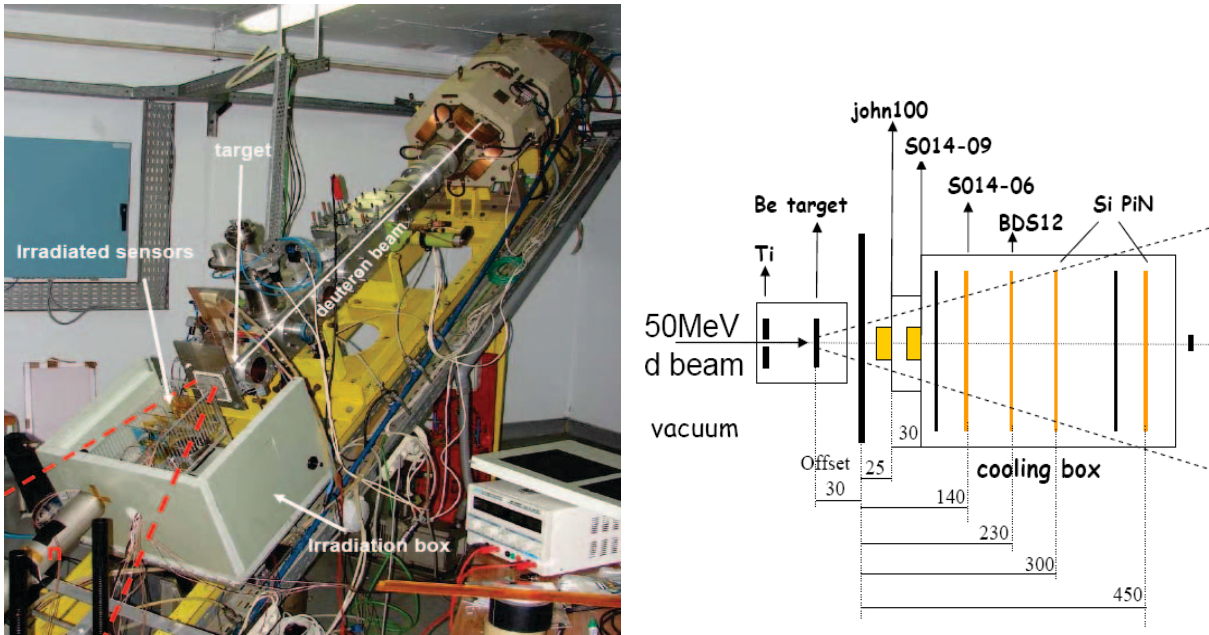 target
Irradiated sensors
deuteron beam
Irradiation box
n
john100
S014-09
S014-06
Be target
Si PiN
BDS12
Ti
50MeV
d beam
vacuum
30
Offset
25
cooling box
30
140
230
300
450